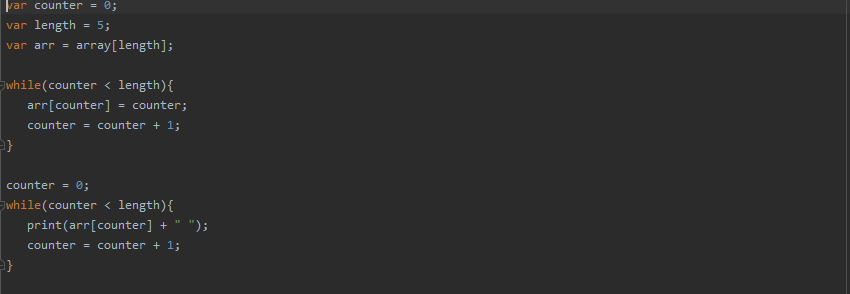 var counter = 0;
var length = 5;
var arr = array[length];
while(counter < length){
arr[counter] = counter;
counter = counter + 1;
}
counter = 0;
while(counter < length){
print(arr[counter] + " ");
counter = counter + 1;
}